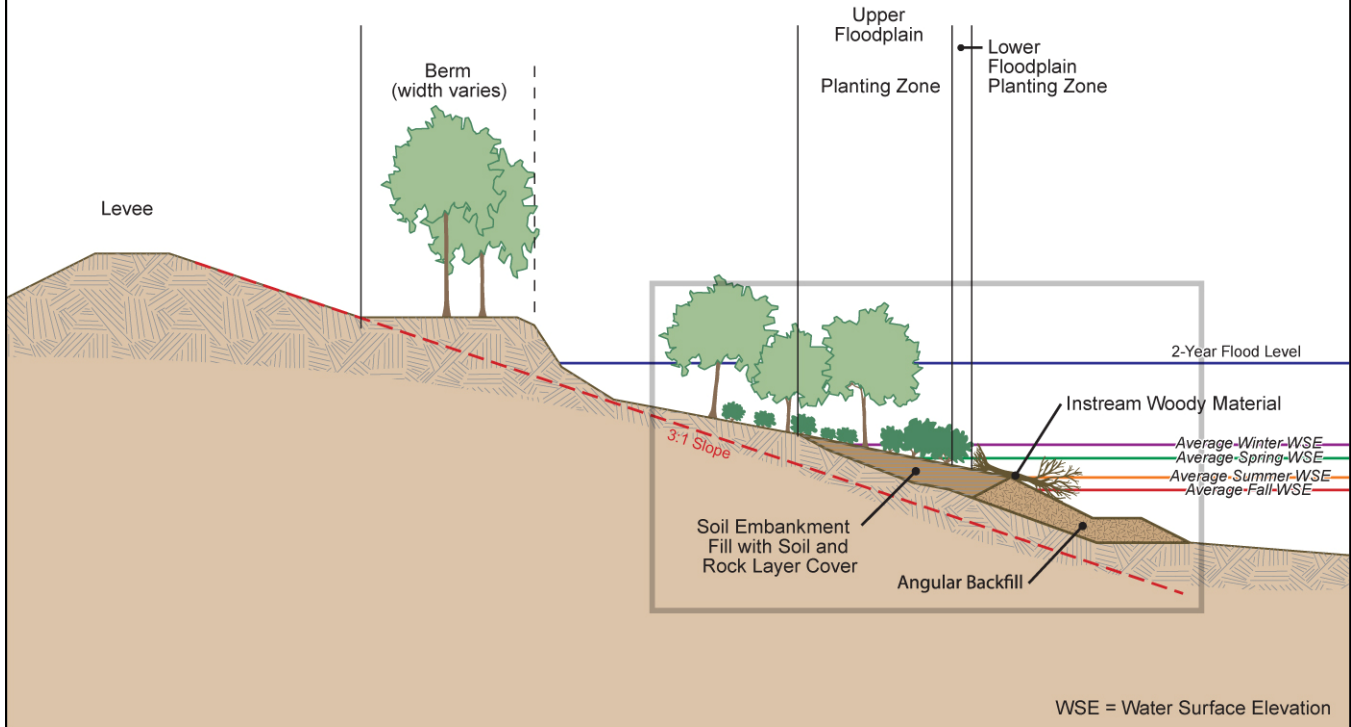 Upper
Floodplain
Planting Zone
Lower
Floodplain
Planting Zone
Berm
(width varies)
Levee
2-Year Flood Level
Instream Woody Material
3:1 Slope
Average Winter WSE
Average Spring WSE
Average Summer WSE
Average Fall WSE
Soil Embankment
Fill with Soil and
Rock Layer Cover
Angular Backfill
WSE = Water Surface Elevation